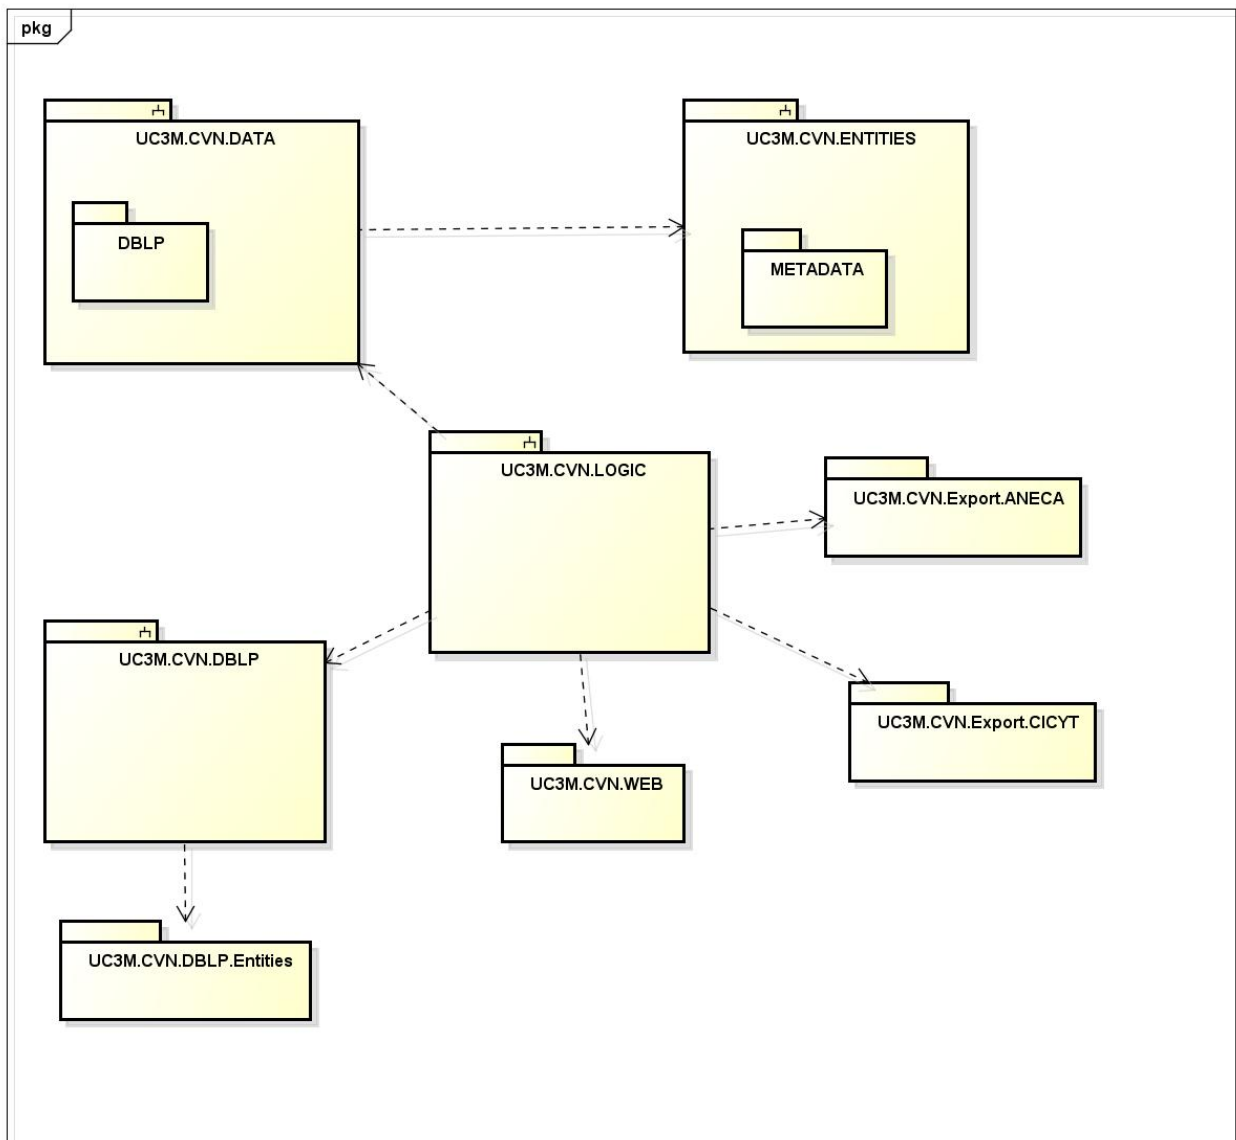 pkg
UC3M.CVN.DATA
UC3M.CVN.ENTITIES
DBLP
METADATA
UC3M.CVN.LOGIC
UC3M.CVN.Export.ANECA
UC3M.CVN.DBLP
UC3M.CVN.Export.CICYT
UC3M.CVN.WEB
UC3M.CVN.DBLP.Entities